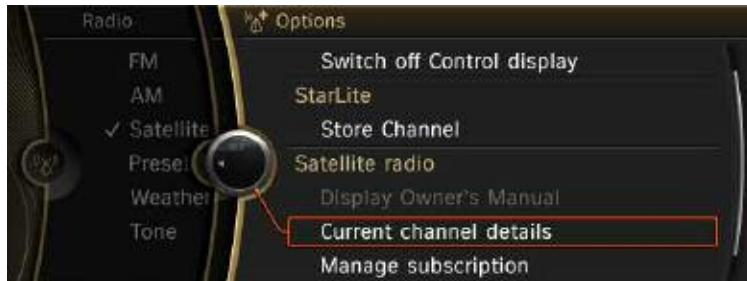 Radio
FM
AM
✓ Satellite
Prese
Weather
Tone
Options
Switch off Control display
StarLite
Store Channel
Satellite radio
Display Owner's Manual
Current channel details
Manage subscription